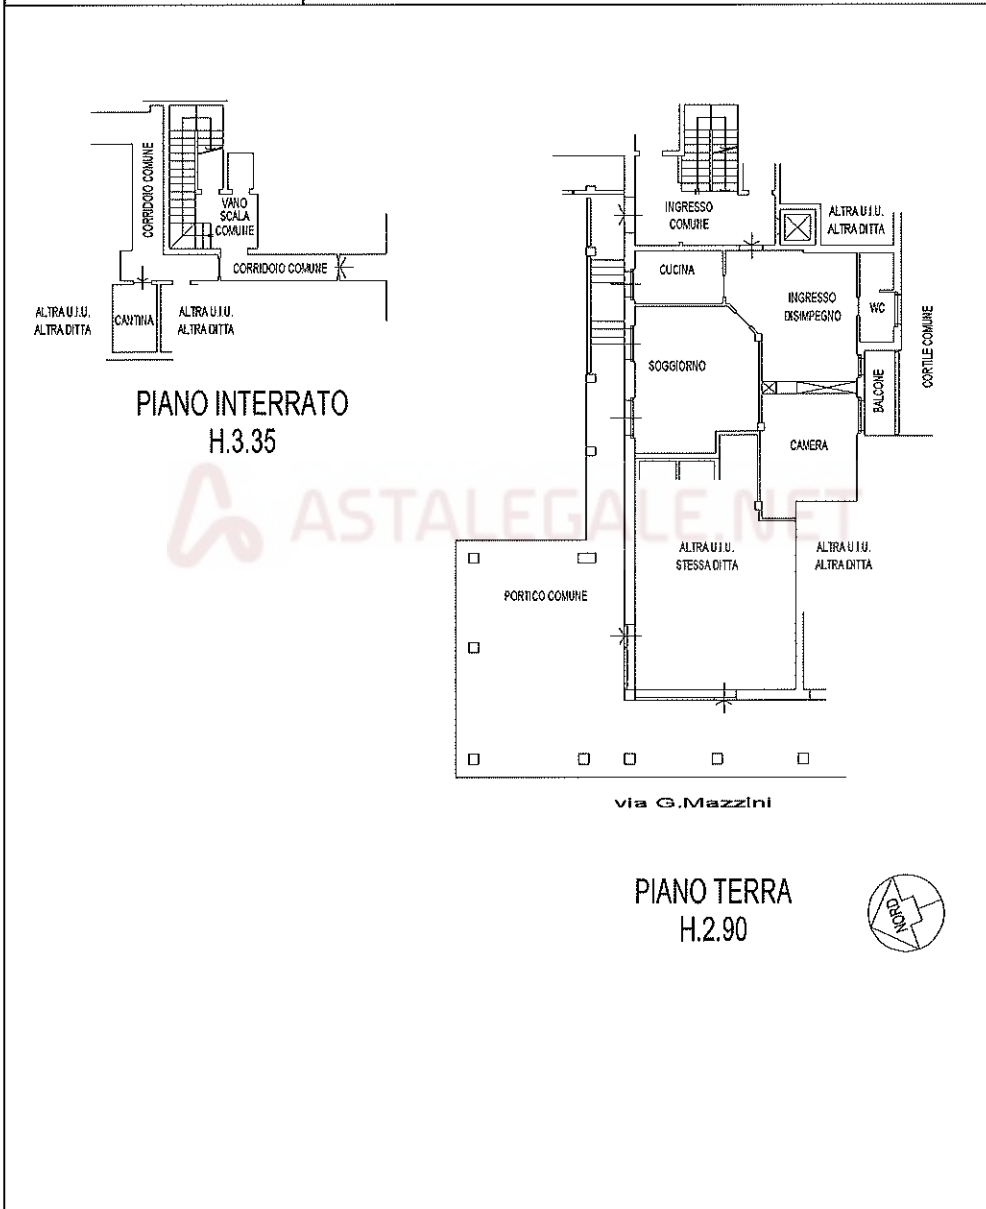 CORRIDOIO COMUNE
VANO
SCALA
COMUNE
CORRIDOIO COMUNE
ALTRA U.I.U.
ALTRA DITTA
CANTINA
ALTRA U.I.U.
ALTRA DITTA
PIANO INTERRATO
H.3.35
INGRESSO
COMUNE
ALTRA U.I.U.
ALTRA DITTA
CUCINA
INGRESSO
DISIMPEGNO
WC
CORTILE COMUNE
SOGGIORNO
BALCONE
CAMERA
ASTALEGALE.NET
ALTRA U.I.U.
STESSA DITTA
ALTRA U.I.U.
ALTRA DITTA
PORTICO COMUNE
via G.Mazzini
PIANO TERRA
H.2.90
NORD